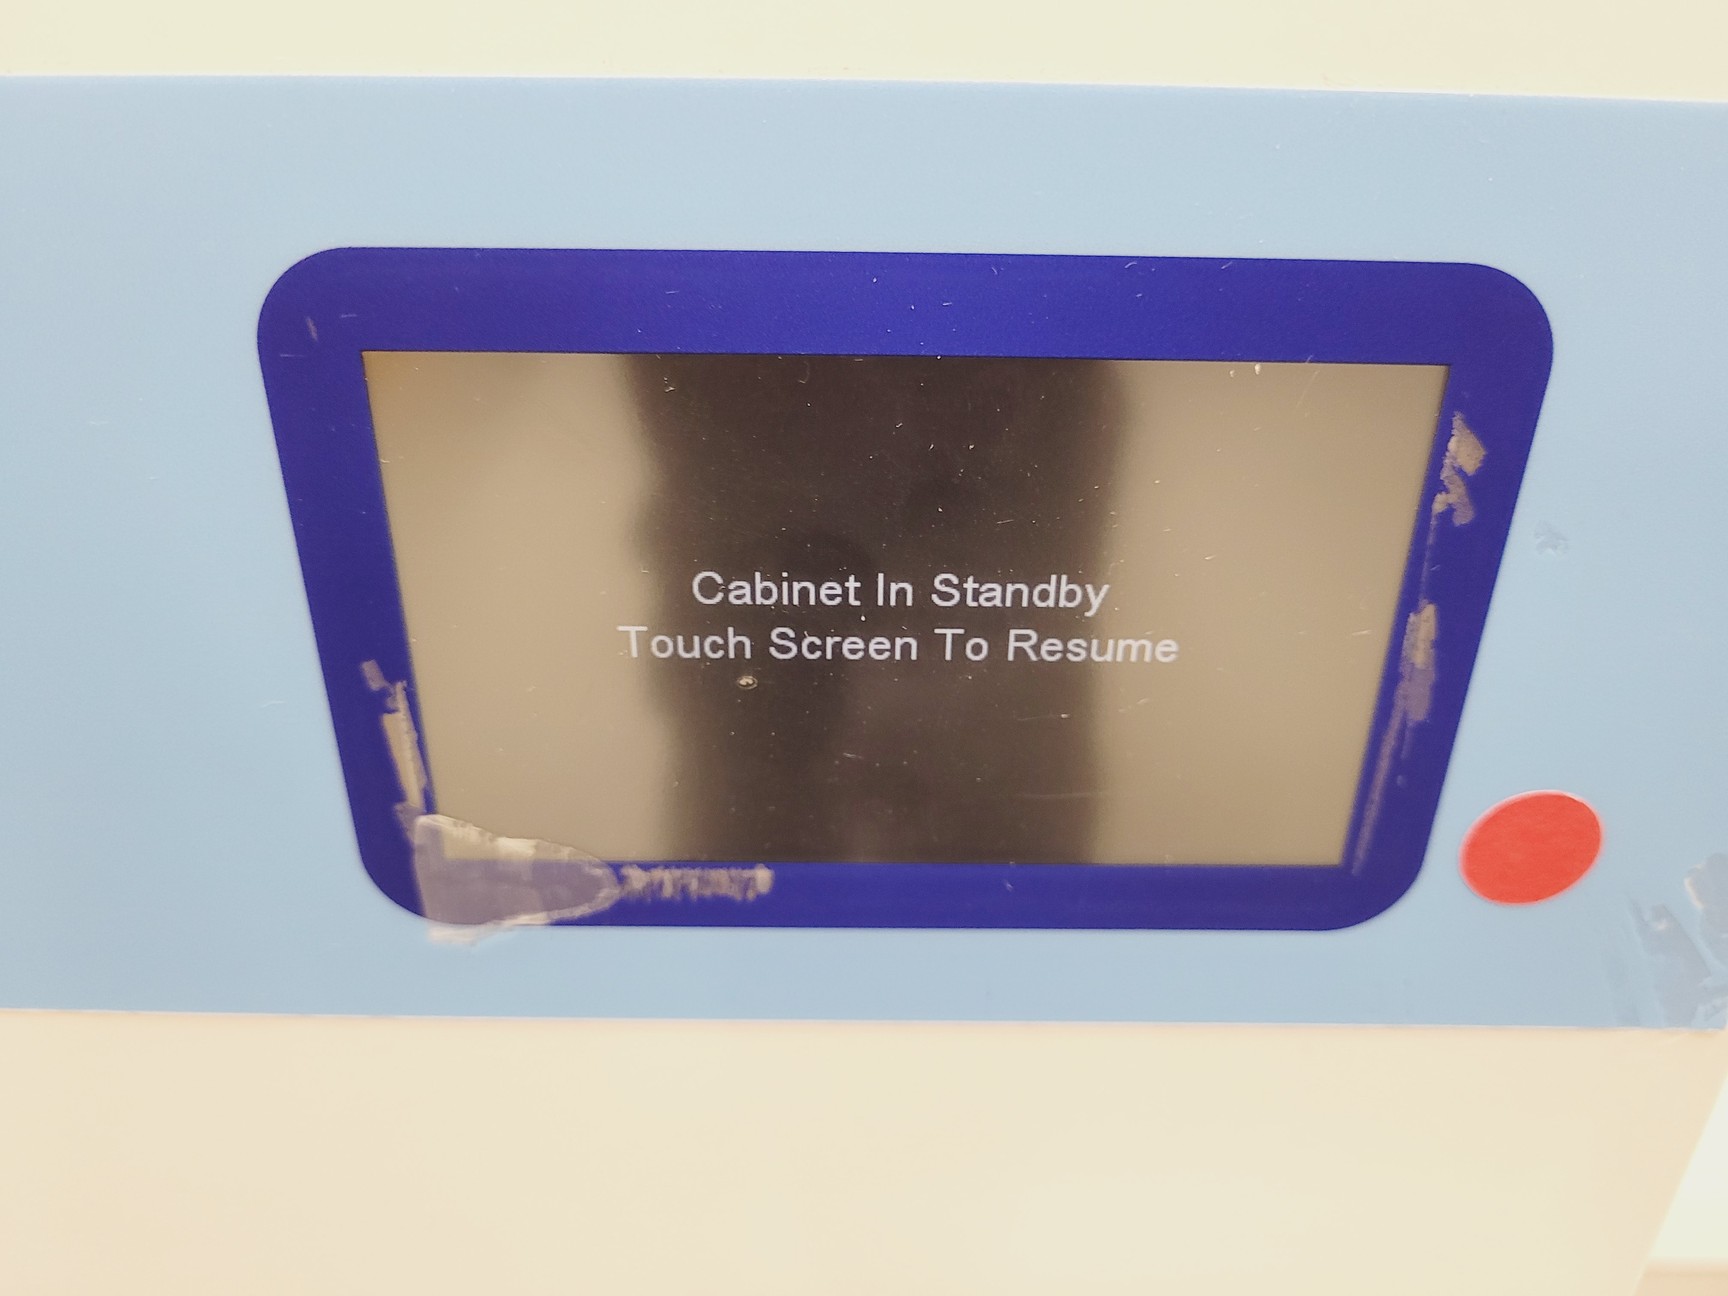 Cabinet In Standby
Touch Screen To Resume